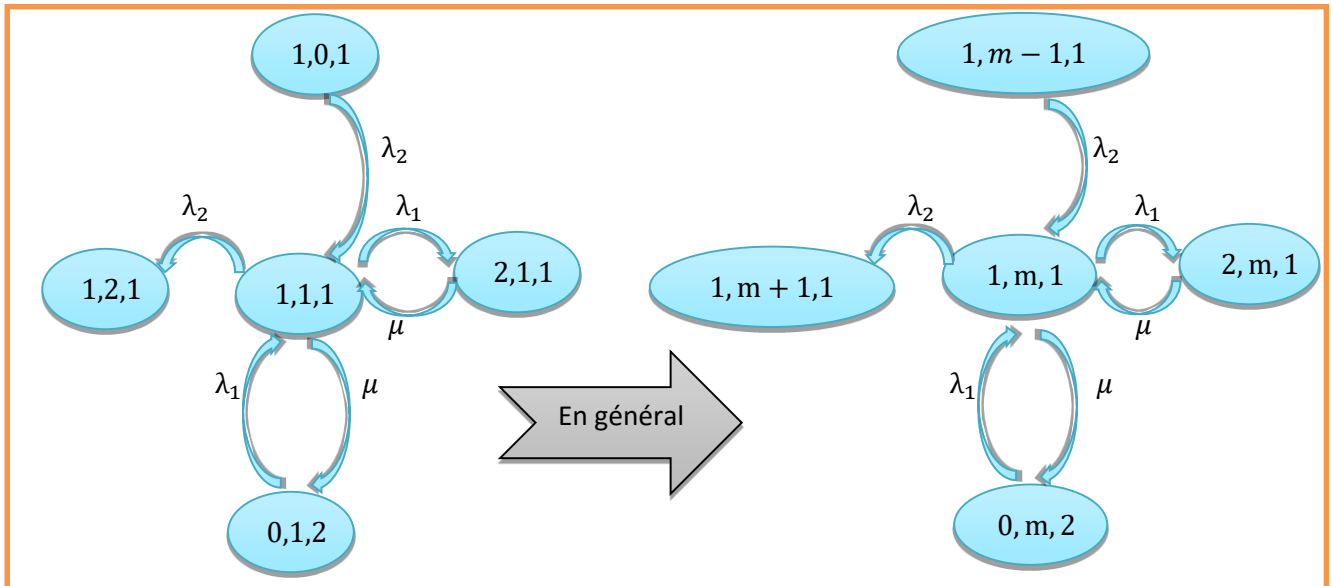 1,0,1
λ₂
λ₂
λ₁
1,2,1
1,1,1
2,1,1
μ
λ₁
μ
0,1,2
En général
1, m − 1,1
λ₂
λ₂
λ₁
1, m + 1,1
1, m, 1
2, m, 1
μ
λ₁
μ
0, m, 2